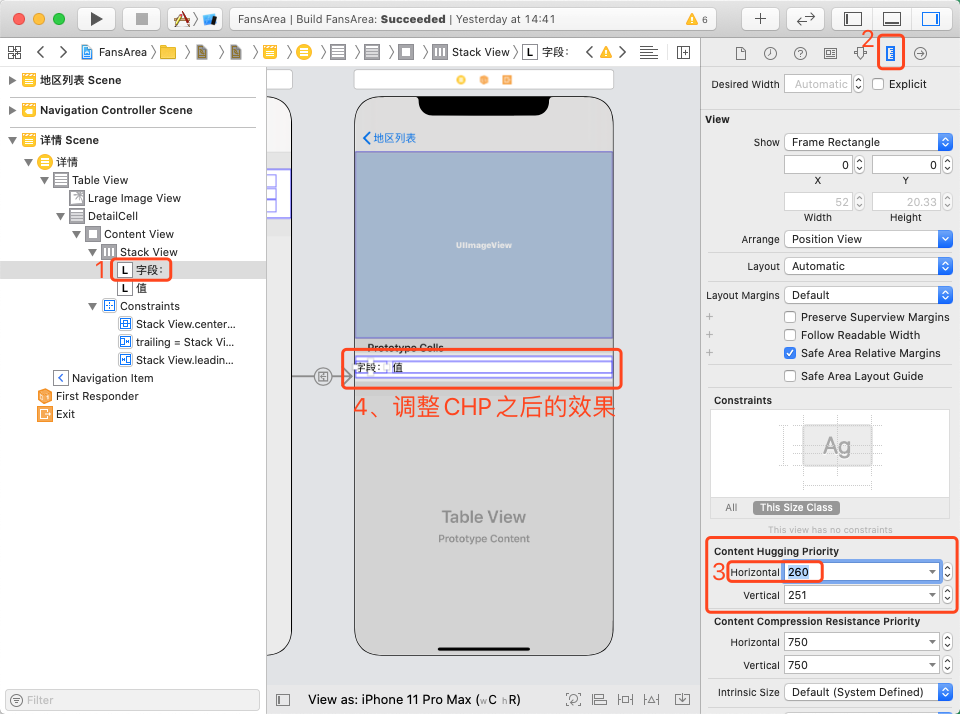 FansArea | Build FansArea: Succeeded | Yesterday at 14:41
6
FansArea
Stack View
L 字段:
2
地区列表 Scene
Navigation Controller Scene
详情 Scene
详情
Table View
Lrage Image View
DetailCell
Content View
Stack View
1
L 字段:
L 值
Constraints
Stack View.center...
trailing = Stack Vi...
Stack View.leadin...
Navigation Item
First Responder
Exit
Filter
地区列表
UIImageView
Prototype Cells
字段:
值
4、调整 CHP 之后的效果
Table View
Prototype Content
View as: iPhone 11 Pro Max (wC hR)
Desired Width
Automatic
Explicit
View
Show
Frame Rectangle
0
0
X
Y
52
20.33
Width
Height
Arrange
Position View
Layout
Automatic
Layout Margins
Default
Preserve Superview Margins
Follow Readable Width
Safe Area Relative Margins
Safe Area Layout Guide
Constraints
Ag
All
This Size Class
This view has no constraints
Content Hugging Priority
3
Horizontal
260
Vertical
251
Content Compression Resistance Priority
Horizontal
750
Vertical
750
Intrinsic Size
Default (System Defined)